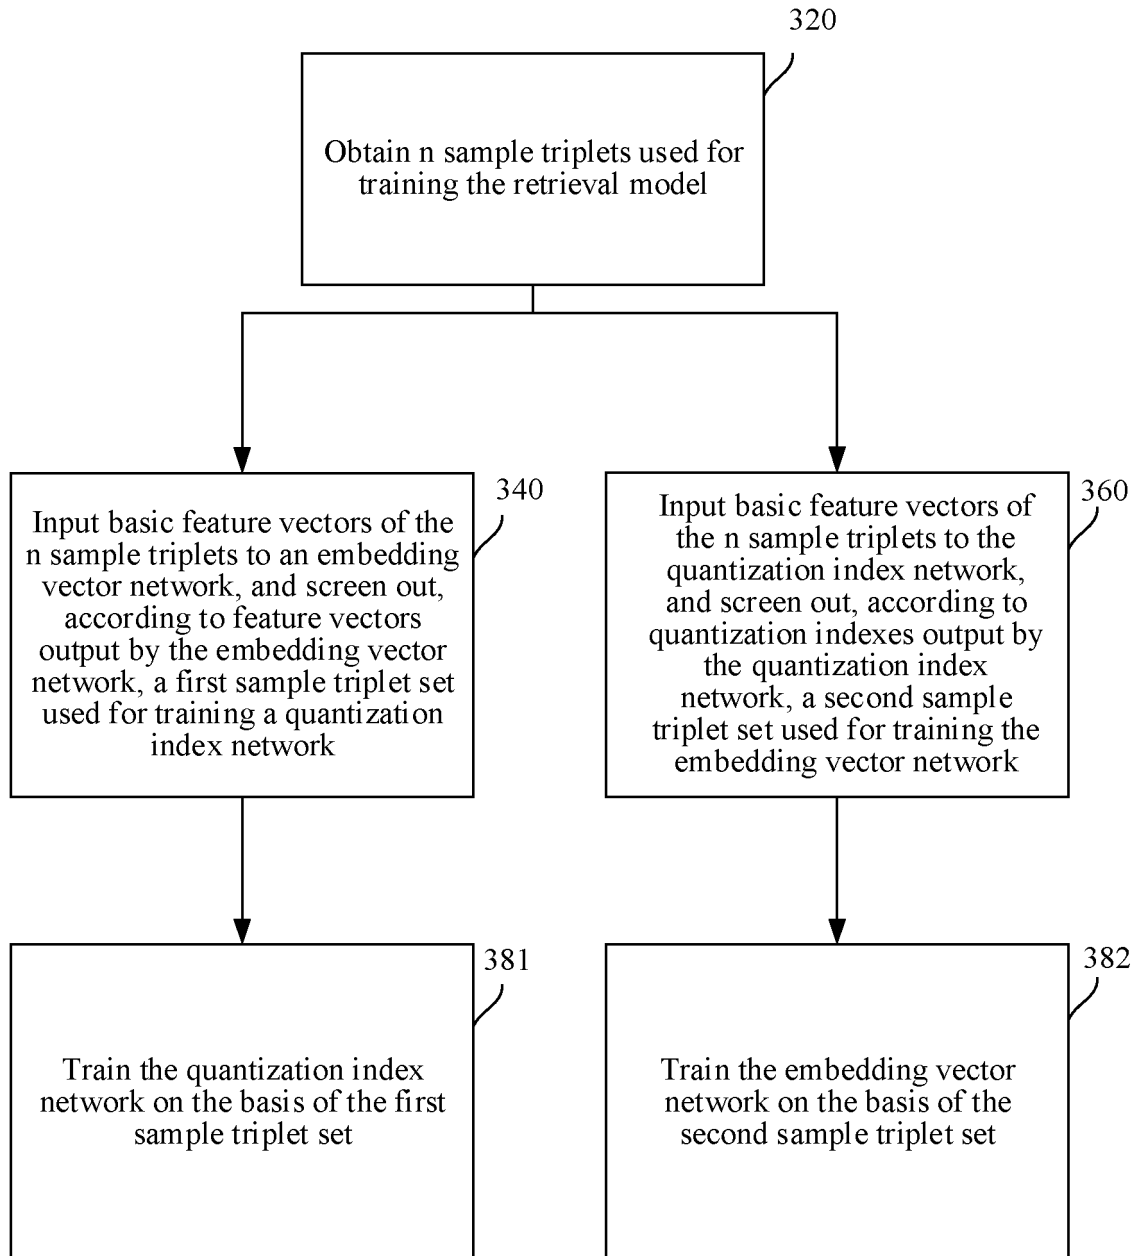 320
Obtain n sample triplets used for
training the retrieval model
340
Input basic feature vectors of the
n sample triplets to an embedding
vector network, and screen out,
according to feature vectors
output by the embedding vector
network, a first sample triplet set
used for training a quantization
index network
360
Input basic feature vectors of
the n sample triplets to the
quantization index network,
and screen out, according to
quantization indexes output by
the quantization index
network, a second sample
triplet set used for training the
embedding vector network
381
Train the quantization index
network on the basis of the first
sample triplet set
382
Train the embedding vector
network on the basis of the
second sample triplet set